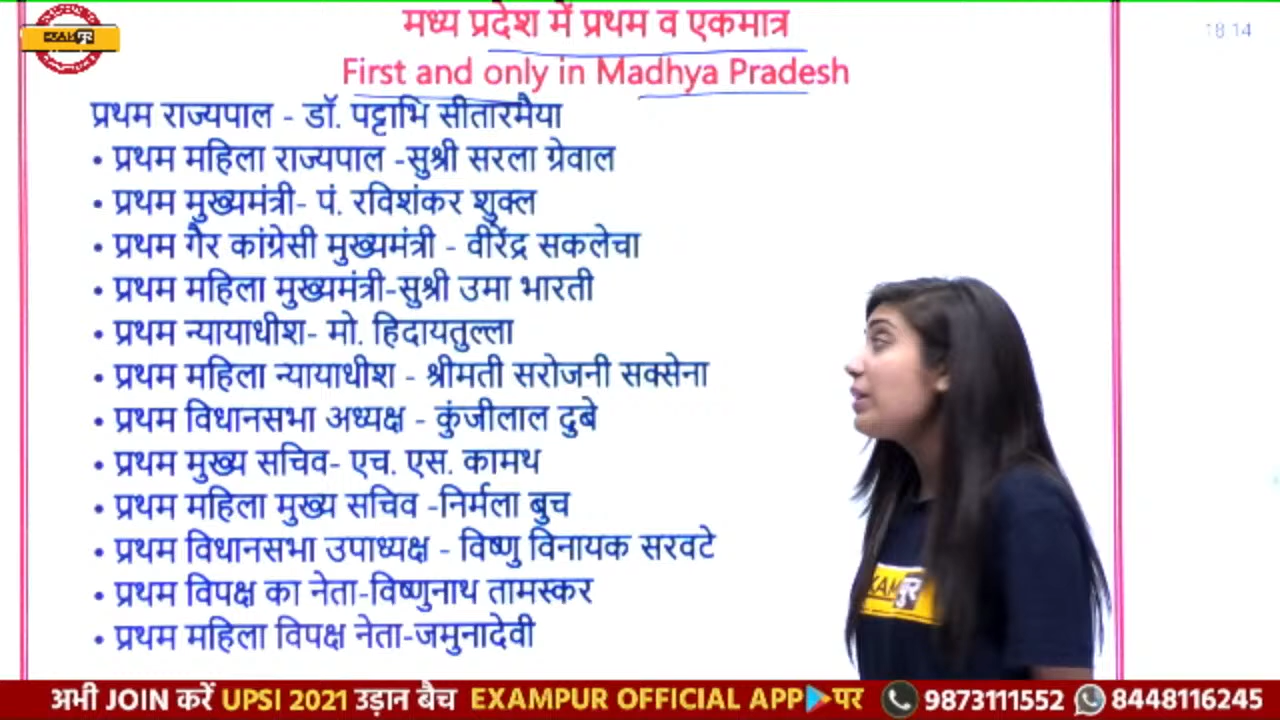 मध्य प्रदेश में प्रथम व एकमात्र
18:14
First and only in Madhya Pradesh
प्रथम राज्यपाल - डॉ. पट्टाभि सीतारमैया
• प्रथम महिला राज्यपाल -सुश्री सरला ग्रेवाल
• प्रथम मुख्यमंत्री- पं. रविशंकर शुक्ल
• प्रथम गैर कांग्रेसी मुख्यमंत्री - वीरेंद्र सकलेचा
• प्रथम महिला मुख्यमंत्री-सुश्री उमा भारती
• प्रथम न्यायाधीश- मो. हिदायतुल्ला
• प्रथम महिला न्यायाधीश - श्रीमती सरोजनी सक्सेना
• प्रथम विधानसभा अध्यक्ष - कुंजीलाल दुबे
• प्रथम मुख्य सचिव- एच. एस. कामथ
• प्रथम महिला मुख्य सचिव -निर्मला बुच
• प्रथम विधानसभा उपाध्यक्ष - विष्णु विनायक सरवटे
• प्रथम विपक्ष का नेता-विष्णुनाथ तामस्कर
• प्रथम महिला विपक्ष नेता-जमुनादेवी
EXAMपुर
अभी JOIN करें UPSI 2021 उड़ान बैच EXAMPUR OFFICIAL APP पर 9873111552 8448116245